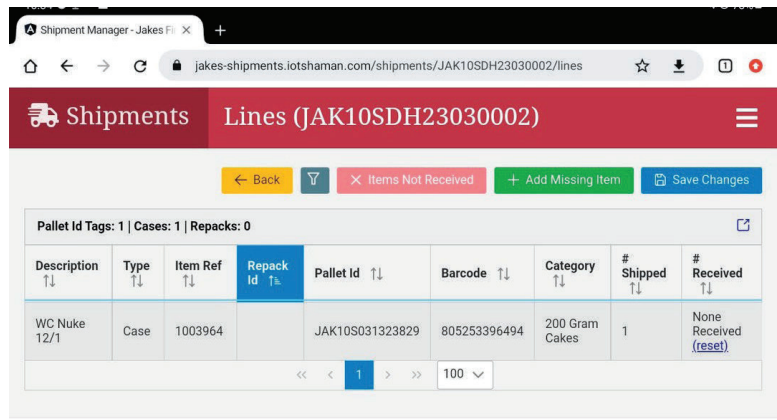 Shipment Manager - Jakes Fi
jakes-shipments.iotshaman.com/shipments/JAK10SDH23030002/lines
1
Shipments
Lines (JAK10SDH23030002)
Back
Items Not Received
Add Missing Item
Save Changes
Pallet Id Tags: 1 | Cases: 1 | Repacks: 0
Description Type Item Ref Repack Id Pallet Id Barcode Category # Shipped # Received
WC Nuke 12/1 Case 1003964 JAK10S031323829 805253396494 200 Gram Cakes 1 None Received (reset)
<< < 1 > >> 100